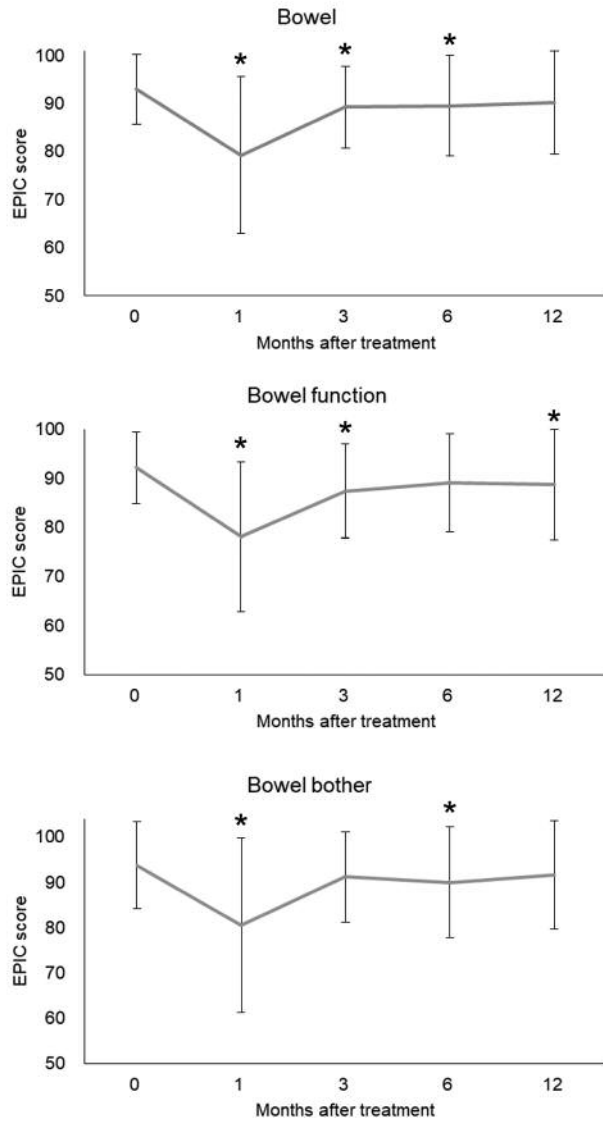 Bowel
* * *
100
90
80
70
60
50
EPIC score
0 1 3 6 12
Months after treatment
Bowel function
* * *
100
90
80
70
60
50
EPIC score
0 1 3 6 12
Months after treatment
Bowel bother
* *
100
90
80
70
60
50
EPIC score
0 1 3 6 12
Months after treatment